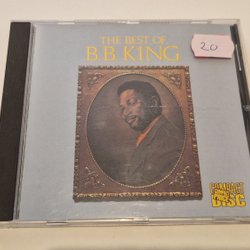 THE BEST OF
B.B. KING
20
COMPACT
DISC